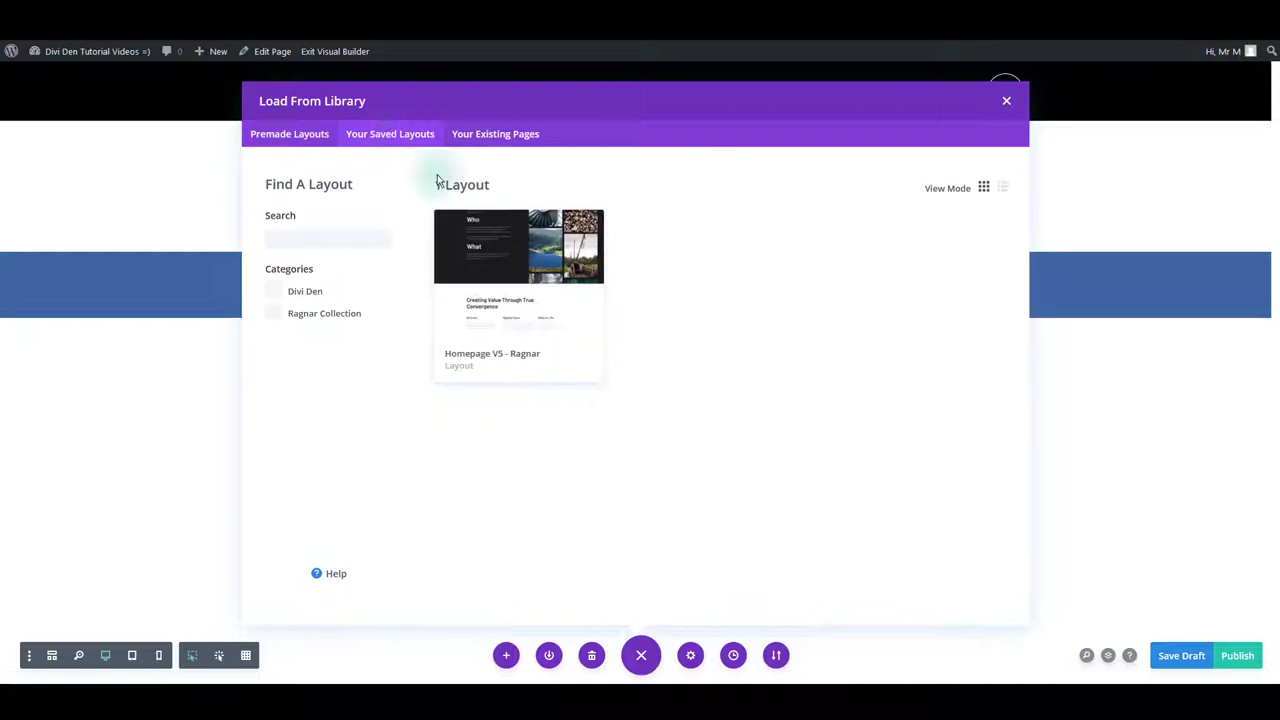 Divi Den Tutorial Videos =) 0 New Edit Page Exit Visual Builder Hi, Mr M
Load From Library
Premade Layouts Your Saved Layouts Your Existing Pages
Find A Layout
Search
Categories
Divi Den
Ragnar Collection
Help
1 Layout
View Mode
Who
What
Creating Value Through True
Convergence
Homepage V5 - Ragnar
Layout
Save Draft Publish